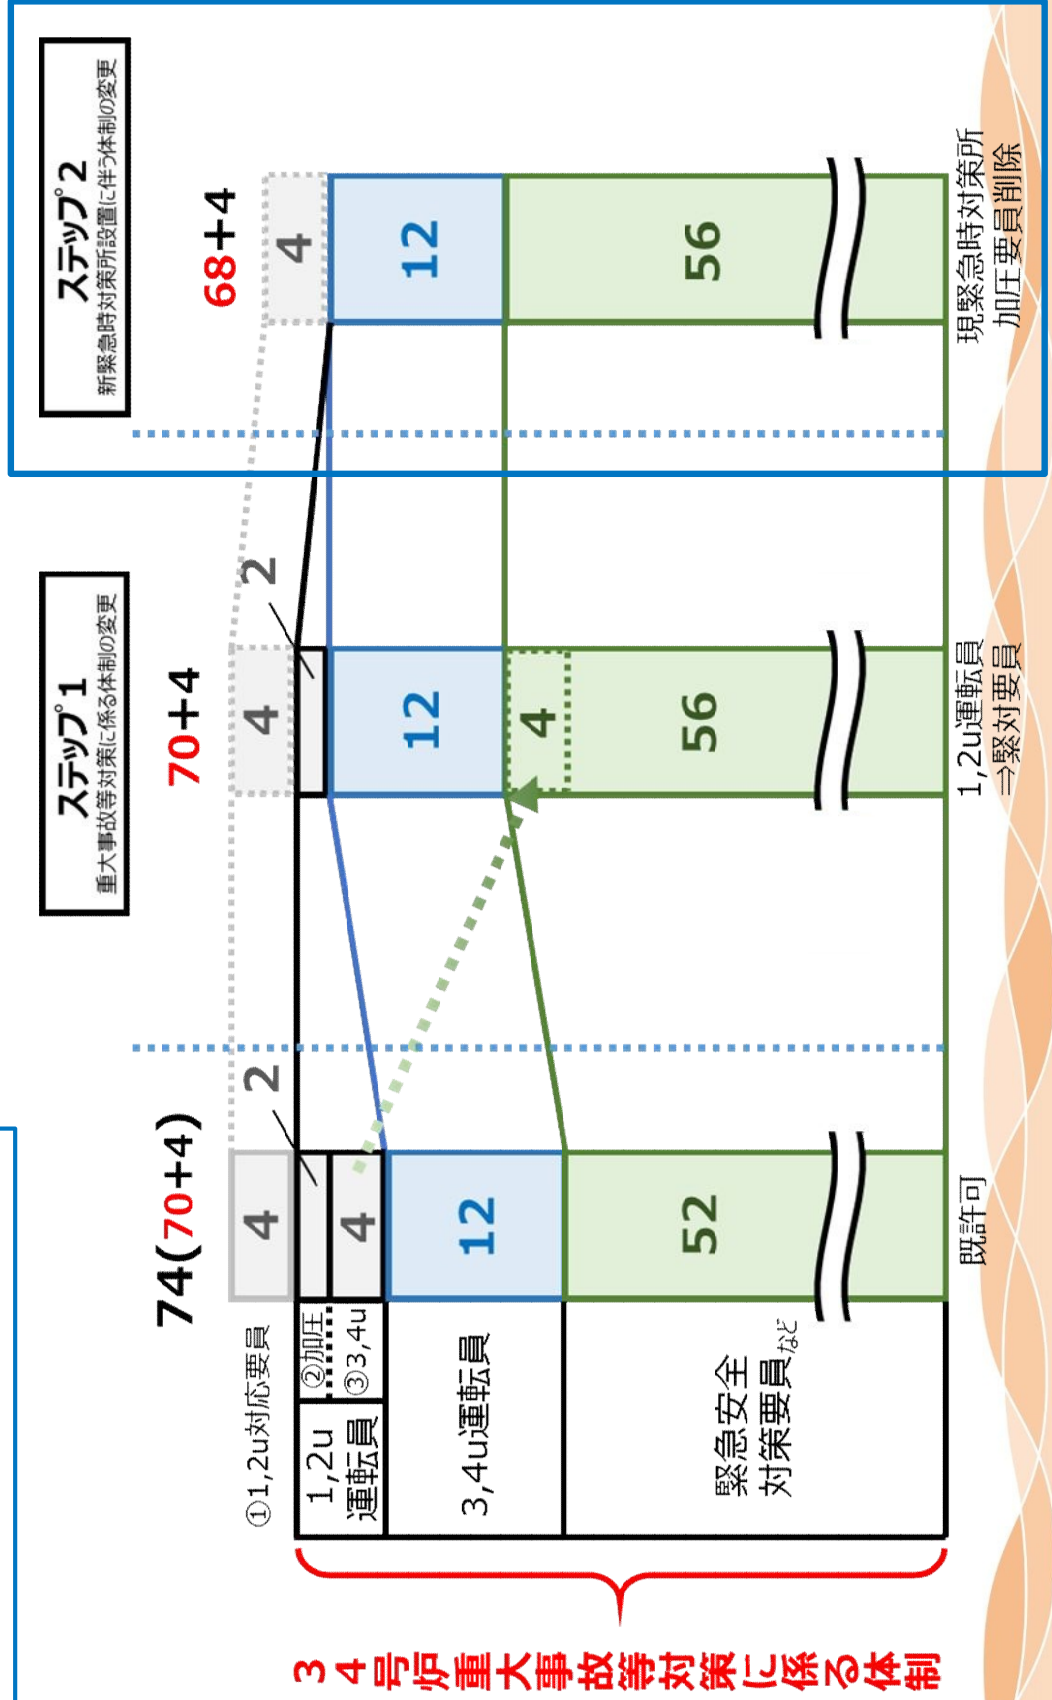 34号炉重大事故等対策に係る体制
①1,2u対応要員
1,2u
運転員
②加圧
③3,4u
3,4u運転員
緊急安全
対策要員など
74(70+4)
4
2
4
12
52
既許可
ステップ1
重大事故等対策に係る体制の変更
70+4
4
2
12
4
56
1,2u運転員
⇒緊対要員
ステップ2
新緊急時対策所設置に伴う体制の変更
68+4
4
12
56
現緊急時対策所
加圧要員削除